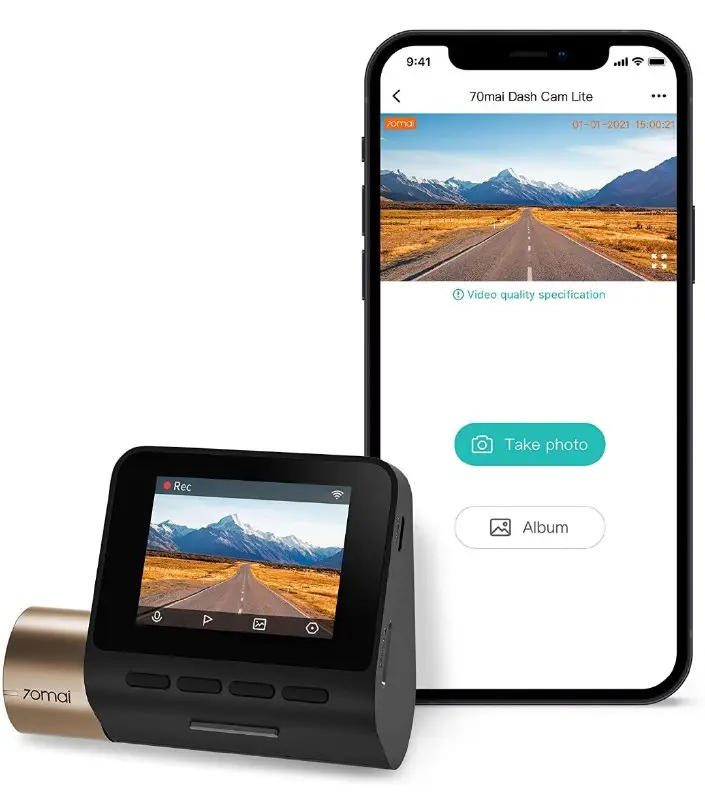 9:41
70mai Dash Cam Lite
70mai 01-01-2021 15:00:21
Video quality specification
Take photo
Album
Rec
70mai